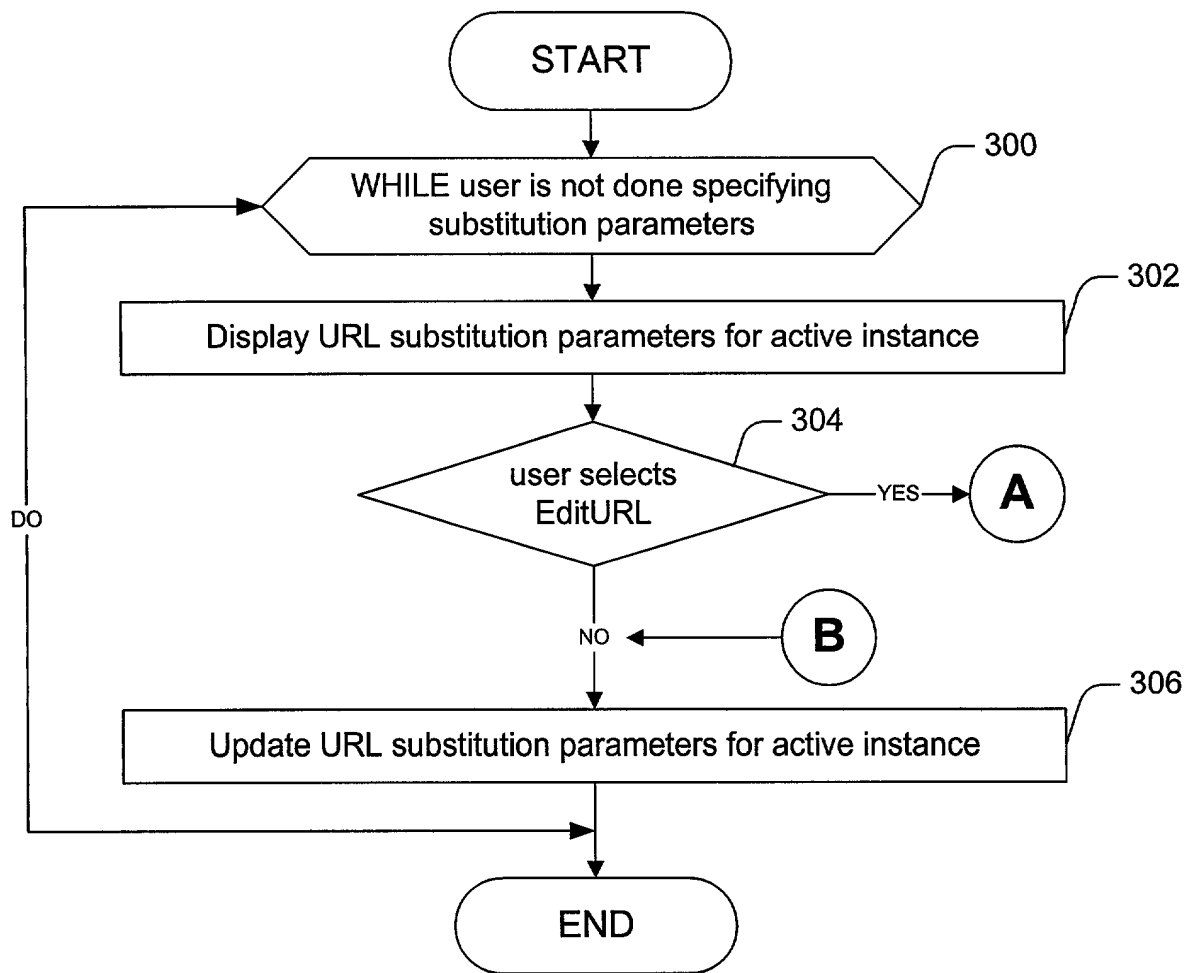 START
300
WHILE user is not done specifying
substitution parameters
302
Display URL substitution parameters for active instance
304
user selects
EditURL
YES
A
DO
NO
B
306
Update URL substitution parameters for active instance
END